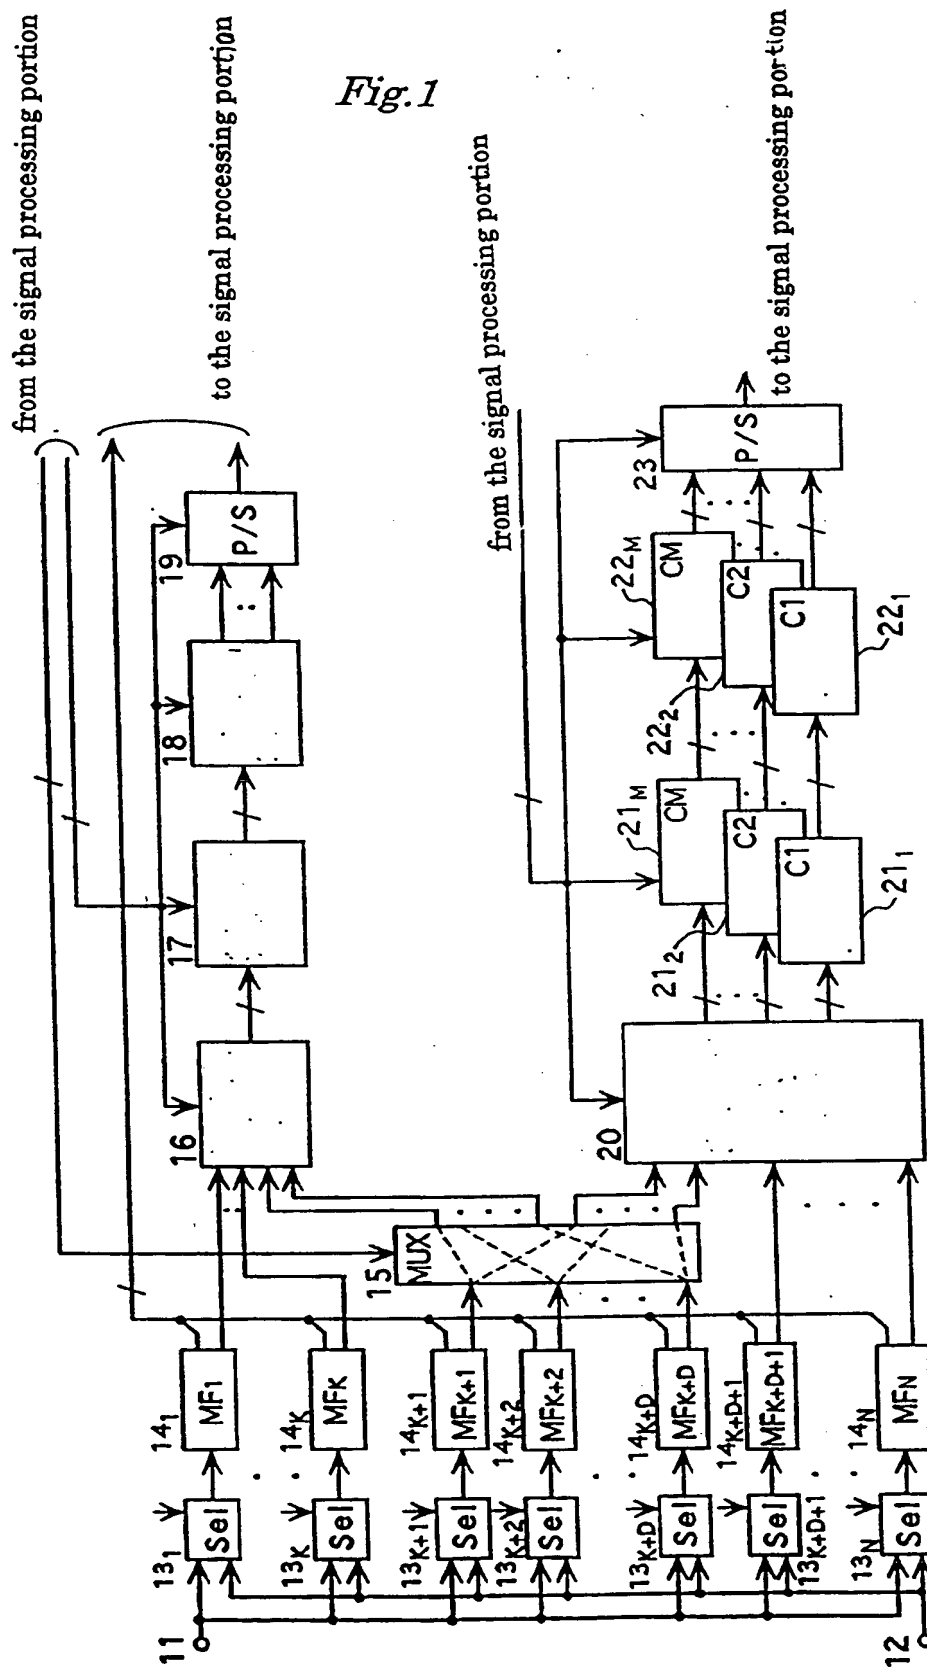 Fig.1
from the signal processing portion
to the signal processing portion
from the signal processing portion
to the signal processing portion
11
12
13₁
Sel
14₁
MF₁
13K
Sel
14K
MFK
13K+1
Sel
14K+1
MFK+1
13K+2
Sel
14K+2
MFK+2
13K+D
Sel
14K+D
MFK+D
13K+D+1
Sel
14K+D+1
MFK+D+1
13N
Sel
14N
MFN
15
MUX
16
17
18
19
P/S
20
21₁
C1
21₂
C2
21M
CM
22₁
C1
22₂
C2
22M
CM
23
P/S